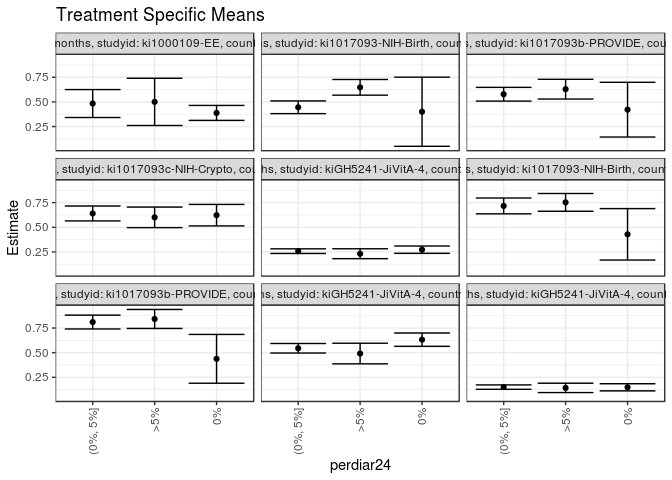 Treatment Specific Means
months, studyid: ki1000109-EE, count
s, studyid: ki1017093-NIH-Birth, coun
s, studyid: ki1017093b-PROVIDE, cour
0.75
0.50
0.25
, studyid: ki1017093c-NIH-Crypto, cou
hs, studyid: kiGH5241-JiVitA-4, count
s, studyid: ki1017093-NIH-Birth, coun
0.75
0.50
0.25
, studyid: ki1017093b-PROVIDE, cour
ns, studyid: kiGH5241-JiVitA-4, count
ths, studyid: kiGH5241-JiVitA-4, coun
0.75
0.50
0.25
Estimate
(0%, 5%]
>5%
0%
(0%, 5%]
>5%
0%
(0%, 5%]
>5%
0%
perdiar24